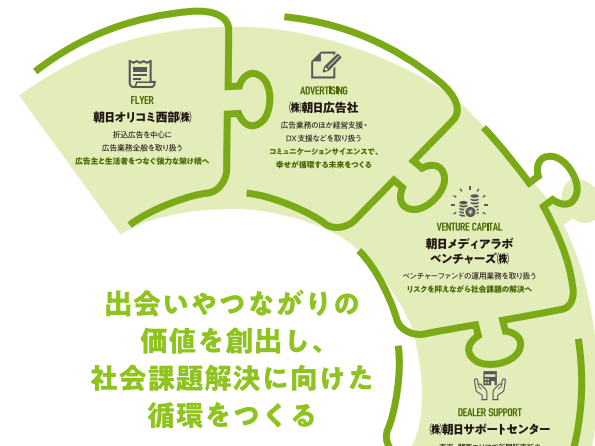 FLYER
朝日オリコミ西部㈱
折込広告を中心に
広告業務全般を取り扱う
広告主と生活者をつなぐ強力な架け橋へ
ADVERTISING
㈱朝日広告社
広告業務のほか経営支援・
DX支援などを取り扱う
コミュニケーションサイエンスで、
幸せが循環する未来をつくる
VENTURE CAPITAL
朝日メディアラボ
ベンチャーズ㈱
ベンチャーファンドの運用業務を取り扱う
リスクを抑えながら社会課題の解決へ
DEALER SUPPORT
㈱朝日サポートセンター
出会いやつながりの
価値を創出し、
社会課題解決に向けた
循環をつくる